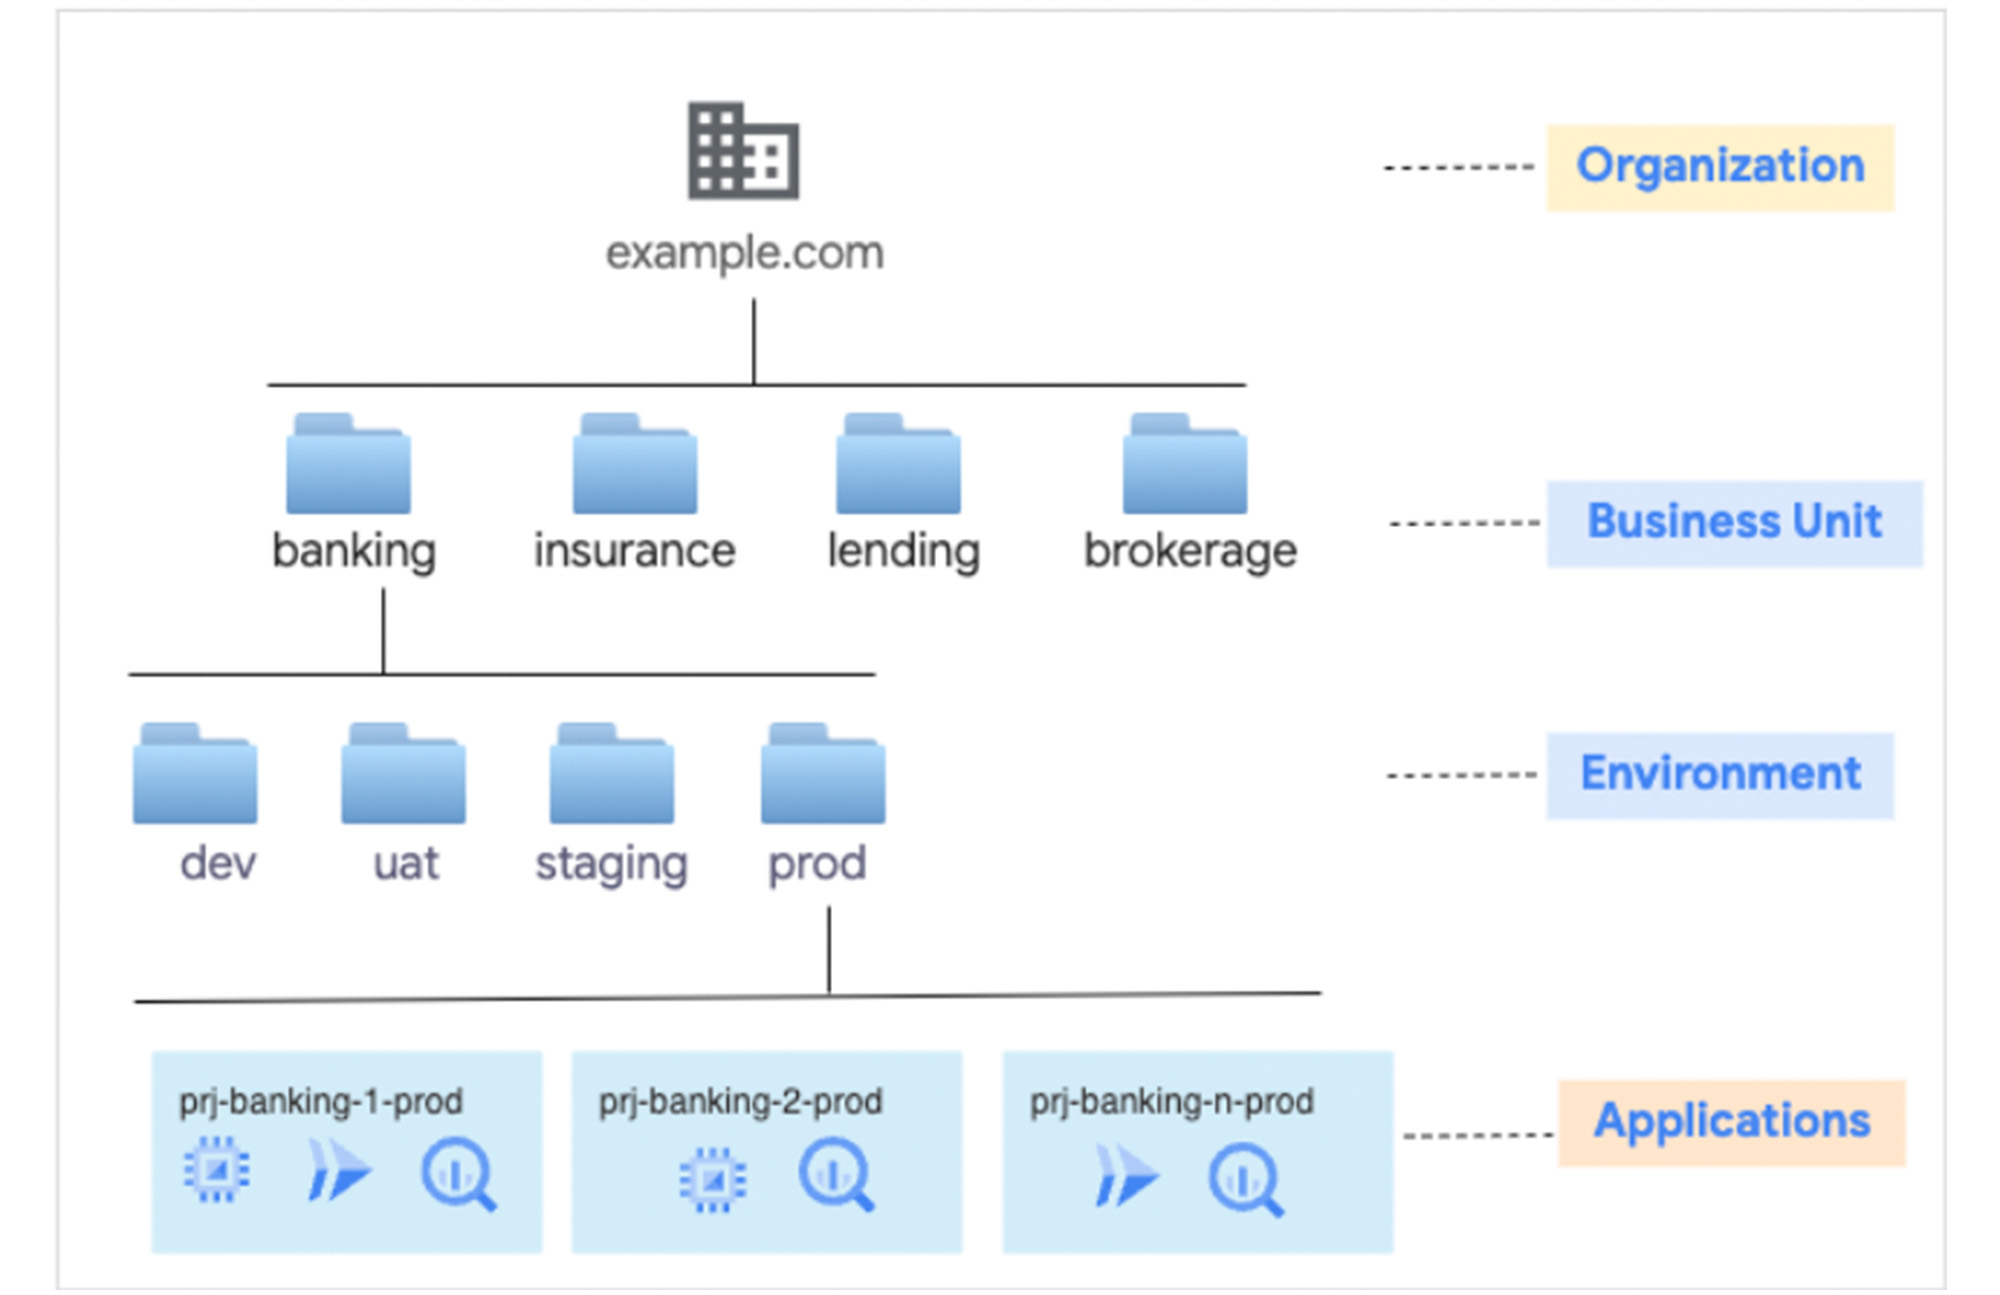 Organization
example.com
banking
insurance
lending
brokerage
Business Unit
Environment
dev
uat
staging
prod
prj-banking-1-prod
prj-banking-2-prod
prj-banking-n-prod
Applications